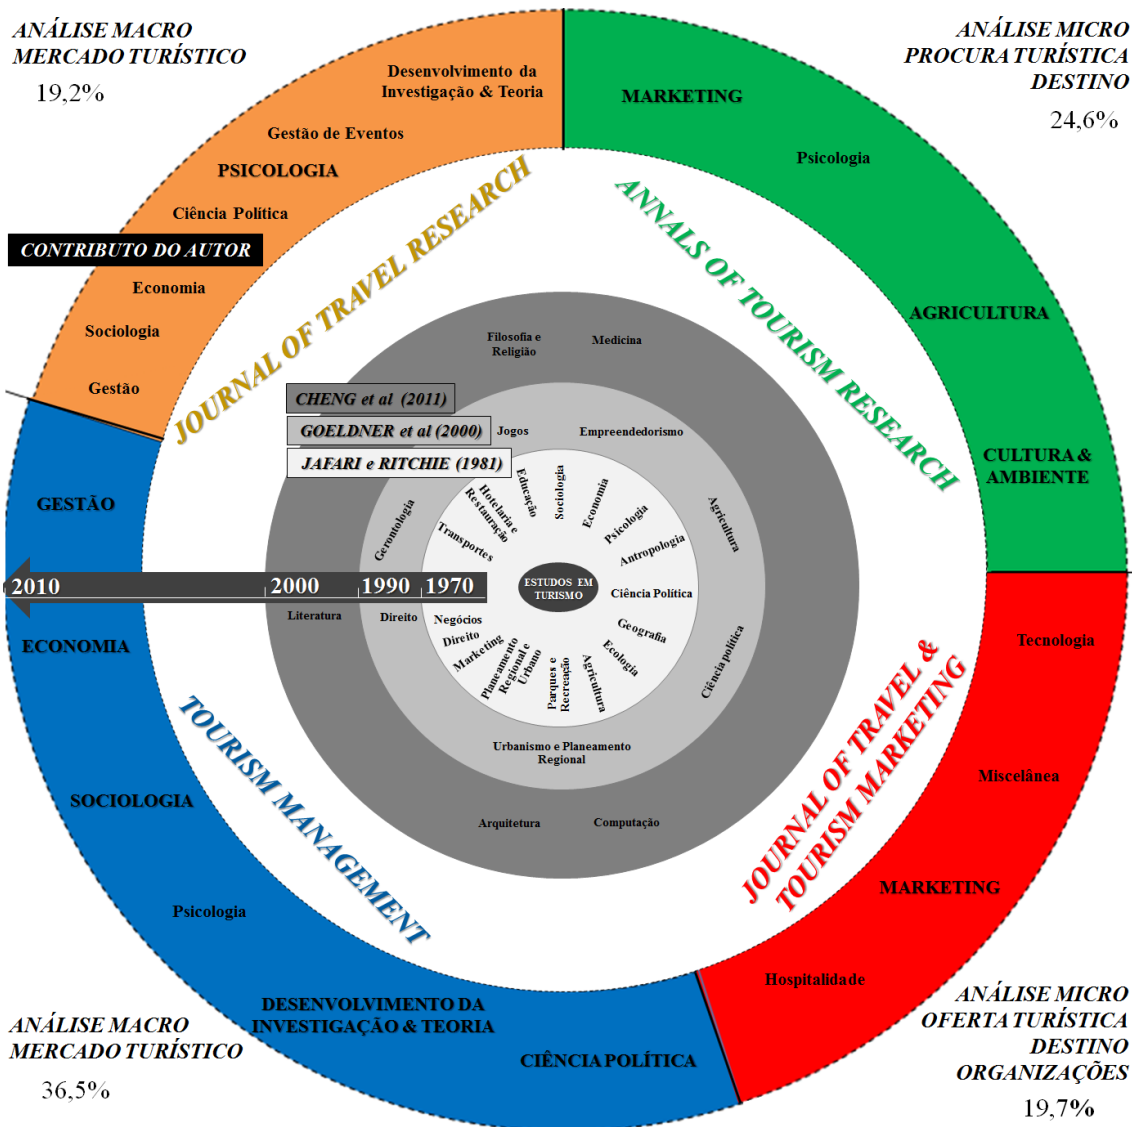 ANÁLISE MACRO
MERCADO TURÍSTICO
19,2%
ANÁLISE MICRO
PROCURA TURÍSTICA
DESTINO
24,6%
Desenvolvimento da
Investigação & Teoria
Gestão de Eventos
PSICOLOGIA
Ciência Política
CONTRIBUTO DO AUTOR
Economia
Sociologia
Gestão
JOURNAL OF TRAVEL RESEARCH
MARKETING
Psicologia
AGRICULTURA
CULTURA &
AMBIENTE
ANNALS OF TOURISM RESEARCH
Filosofia e
Religião
Medicina
CHENG et al (2011)
GOELDNER et al (2000)
JAFARI e RITCHIE (1981)
Jogos
Empreendedorismo
Gerontologia
Agricultura
Transportes
Hotelaria e
Restauração
Educação
Sociologia
Economia
Psicologia
Antropologia
ESTUDOS EM
TURISMO
Ciência Política
Geografia
Ecologia
Agricultura
Parques e
Recreação
Planeamento
Regional e
Urbano
Marketing
Direito
Negócios
2010
2000
1990
1970
Literatura
Direito
Ciência política
Urbanismo e Planeamento
Regional
Arquitetura
Computação
GESTÃO
ECONOMIA
SOCIOLOGIA
Psicologia
DESENVOLVIMENTO DA
INVESTIGAÇÃO & TEORIA
CIÊNCIA POLÍTICA
TOURISM MANAGEMENT
Tecnologia
Miscelânea
MARKETING
Hospitalidade
JOURNAL OF TRAVEL &
TOURISM MARKETING
ANÁLISE MACRO
MERCADO TURÍSTICO
36,5%
ANÁLISE MICRO
OFERTA TURÍSTICA
DESTINO
ORGANIZAÇÕES
19,7%